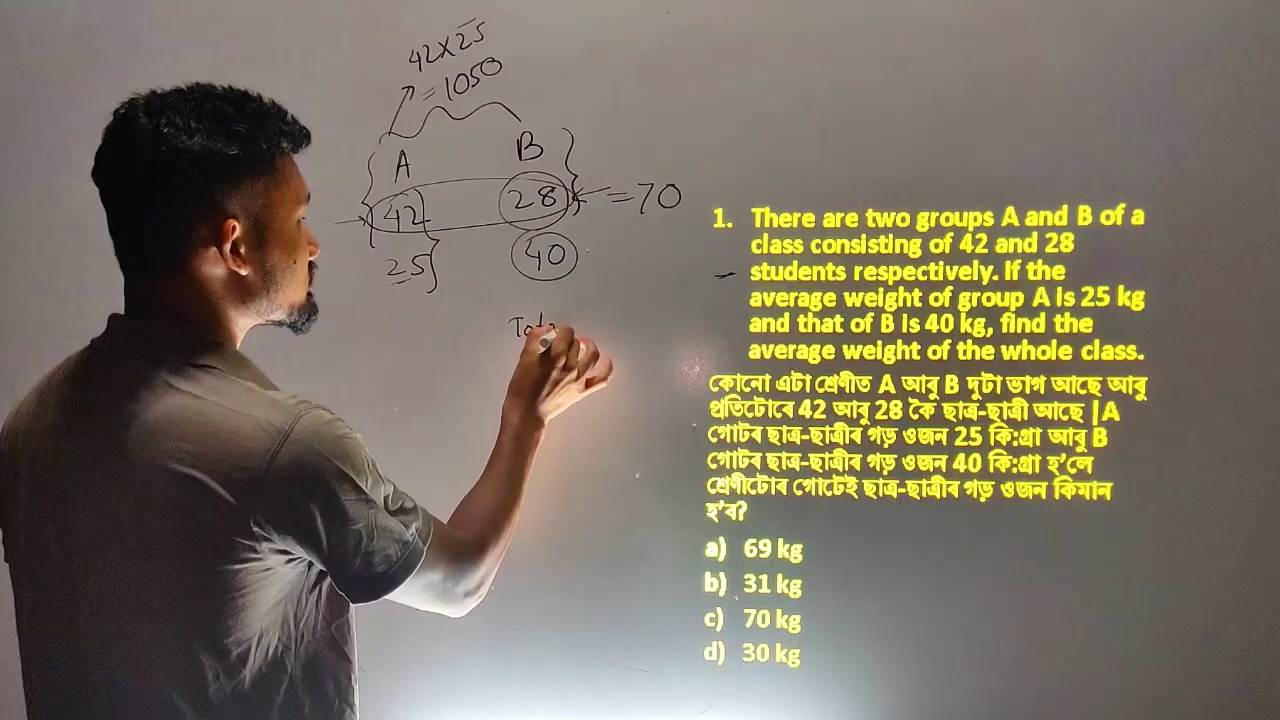 42×25
=1050
A B
42 28 =70
25 40
1. There are two groups A and B of a
class consisting of 42 and 28
students respectively. If the
average weight of group A is 25 kg
and that of B is 40 kg, find the
average weight of the whole class.
কোনো এটা শ্ৰেণীত A আৰু B দুটা ভাগ আছে আৰু
প্ৰতিটোৰে 42 আৰু 28 কৈ ছাত্ৰ-ছাত্ৰী আছে | A
গোটৰ ছাত্ৰ-ছাত্ৰীৰ গড় ওজন 25 কি:গ্ৰা আৰু B
গোটৰ ছাত্ৰ-ছাত্ৰীৰ গড় ওজন 40 কি:গ্ৰা হ'লে
শ্ৰেণীটোৰ গোটেই ছাত্ৰ-ছাত্ৰীৰ গড় ওজন কিমান
হ'ব?
a) 69 kg
b) 31 kg
c) 70 kg
d) 30 kg